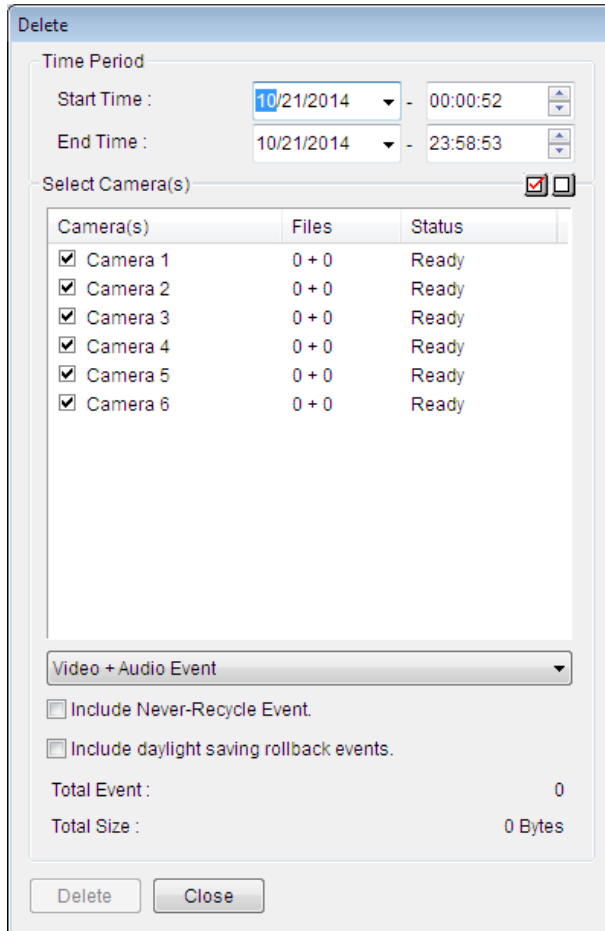 Delete
Time Period
Start Time : 10/21/2014 - 00:00:52
End Time : 10/21/2014 - 23:58:53
Select Camera(s)
Camera(s) Files Status
Camera 1 0 + 0 Ready
Camera 2 0 + 0 Ready
Camera 3 0 + 0 Ready
Camera 4 0 + 0 Ready
Camera 5 0 + 0 Ready
Camera 6 0 + 0 Ready
Video + Audio Event
Include Never-Recycle Event.
Include daylight saving rollback events.
Total Event : 0
Total Size : 0 Bytes
Delete Close